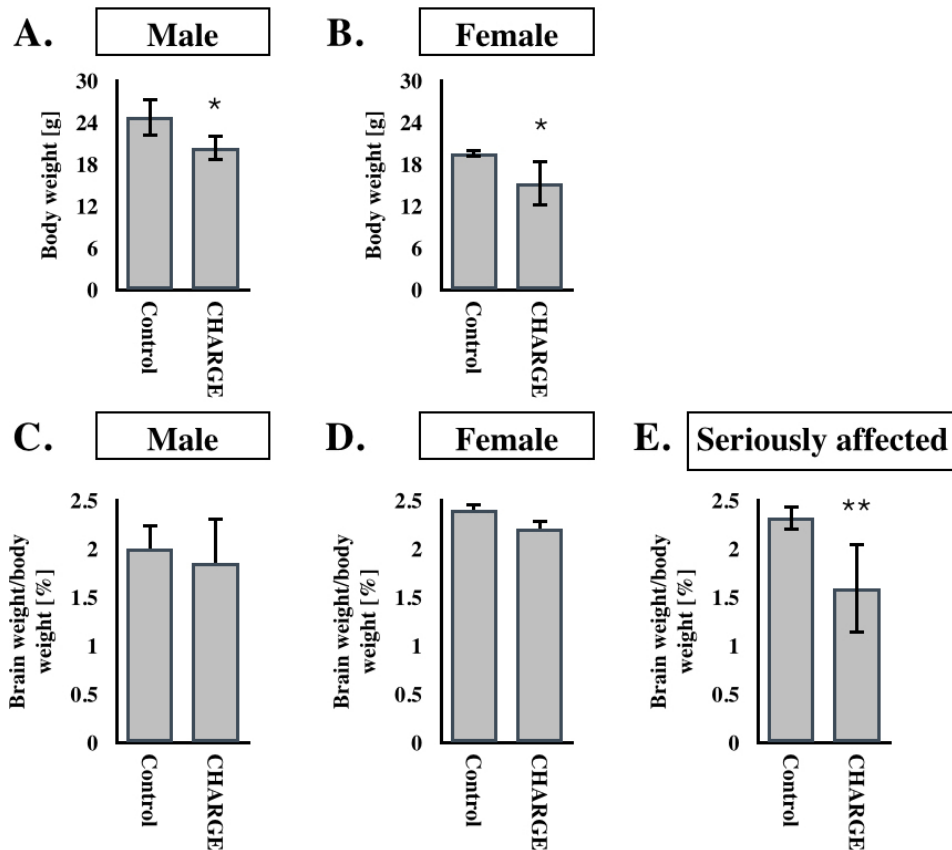 A.
Male
B.
Female
Body weight [g]
30
24
18
12
6
0
*
Control
CHARGE
Body weight [g]
30
24
18
12
6
0
*
Control
CHARGE
C.
Male
D.
Female
E.
Seriously affected
Brain weight/body
weight [%]
2.5
2
1.5
1
0.5
0
Control
CHARGE
Brain weight/body
weight [%]
2.5
2
1.5
1
0.5
0
Control
CHARGE
Brain weight/body
weight [%]
2.5
2
1.5
1
0.5
0
**
Control
CHARGE